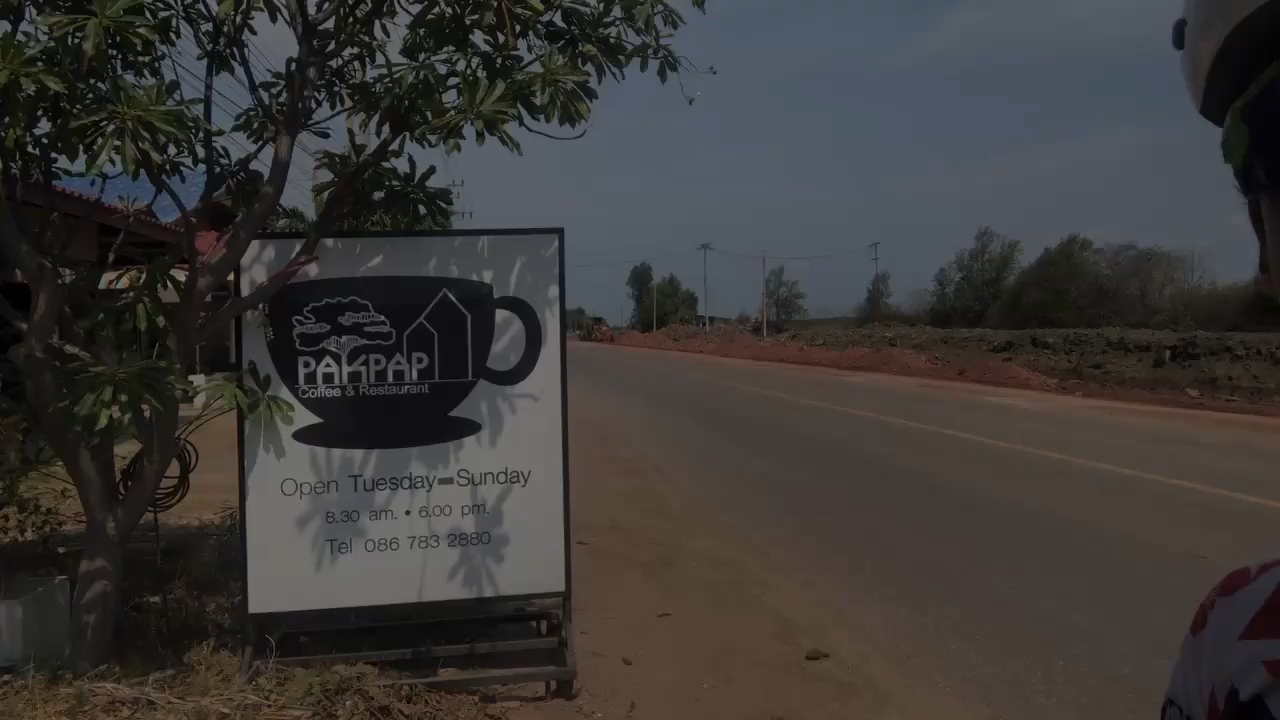 PAKPAP
Coffee & Restaurant
Open Tuesday-Sunday
8.30 am. • 6.00 pm.
Tel 086 783 2880